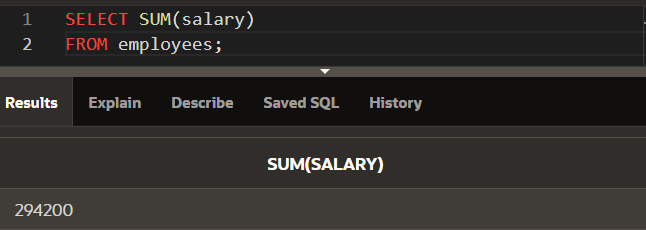 1 SELECT SUM(salary)
2 FROM employees;
Results Explain Describe Saved SQL History
SUM(SALARY)
294200